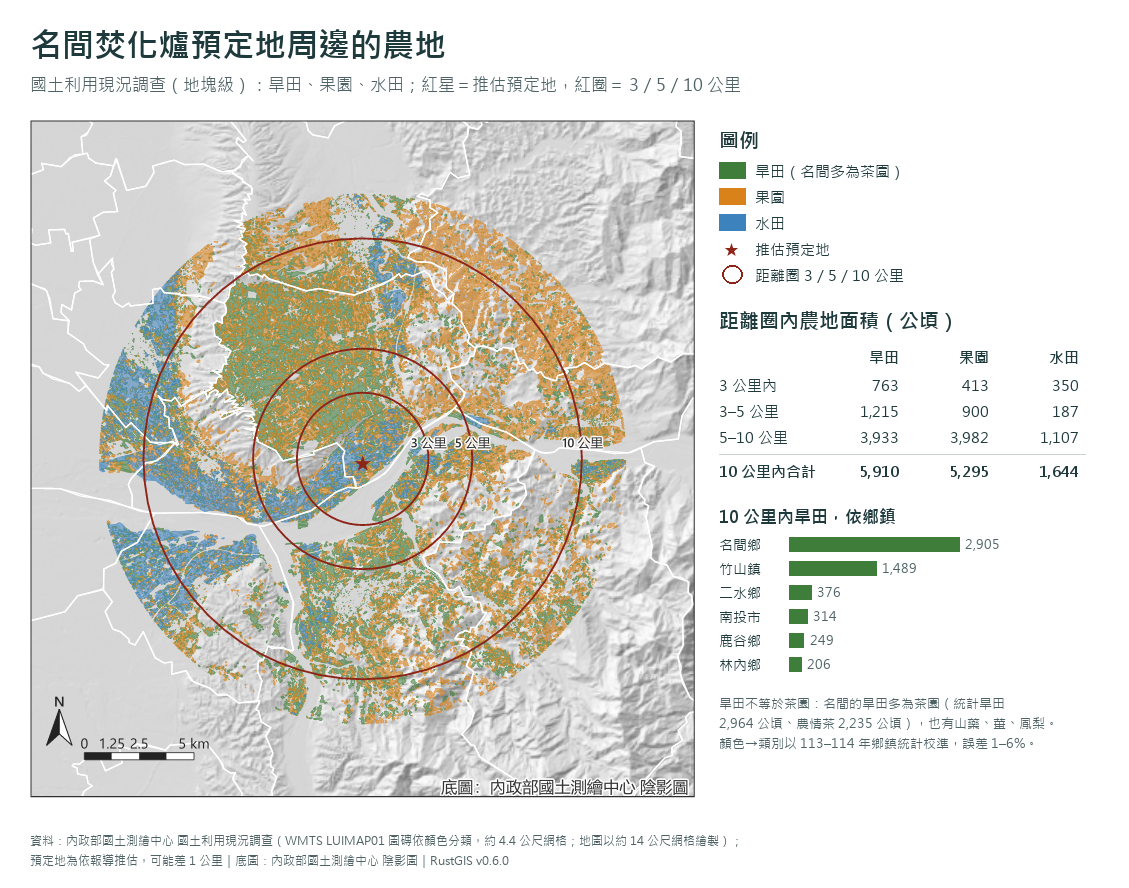 名間焚化爐預定地周邊的農地
國土利用現況調查（地塊級）：旱田、果園、水田；紅星＝推估預定地，紅圈＝ 3 / 5 / 10 公里
圖例
旱田（名間多為茶園）
果園
水田
推估預定地
距離圈 3 / 5 / 10 公里
3 公里 5 公里 10 公里
N
0 1.25 2.5 5 km
底圖：內政部國土測繪中心 陰影圖
距離圈內農地面積（公頃）
旱田 果園 水田
3 公里內 763 413 350
3–5 公里 1,215 900 187
5–10 公里 3,933 3,982 1,107
10 公里內合計 5,910 5,295 1,644
10 公里內旱田，依鄉鎮
名間鄉 2,905
竹山鎮 1,489
二水鄉 376
南投市 314
鹿谷鄉 249
林內鄉 206
旱田不等於茶園：名間的旱田多為茶園（統計旱田
2,964 公頃、農情茶 2,235 公頃），也有山藥、薑、鳳梨。
顏色→類別以 113–114 年鄉鎮統計校準，誤差 1–6%。
資料：內政部國土測繪中心 國土利用現況調查（WMTS LUIMAP01 圖磚依顏色分類，約 4.4 公尺網格；地圖以約 14 公尺網格繪製）；
預定地為依報導推估，可能差 1 公里 | 底圖：內政部國土測繪中心 陰影圖 | RustGIS v0.6.0